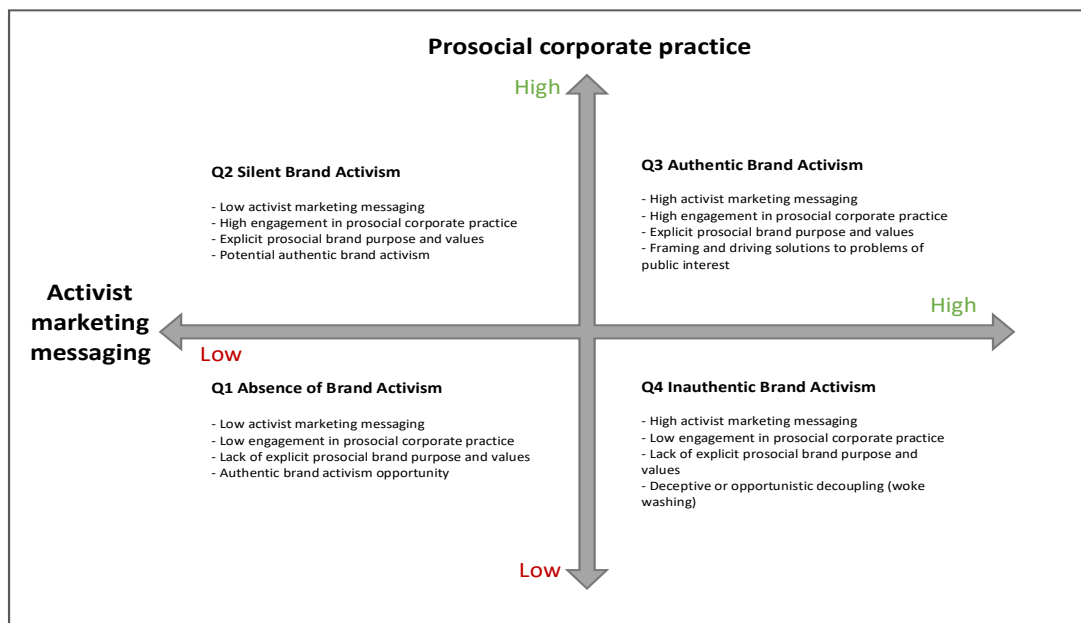 Prosocial corporate practice
High
Q2 Silent Brand Activism
- Low activist marketing messaging
- High engagement in prosocial corporate practice
- Explicit prosocial brand purpose and values
- Potential authentic brand activism
Q3 Authentic Brand Activism
- High activist marketing messaging
- High engagement in prosocial corporate practice
- Explicit prosocial brand purpose and values
- Framing and driving solutions to problems of
public interest
Activist
marketing
messaging
High
Low
Q1 Absence of Brand Activism
- Low activist marketing messaging
- Low engagement in prosocial corporate practice
- Lack of explicit prosocial brand purpose and values
- Authentic brand activism opportunity
Q4 Inauthentic Brand Activism
- High activist marketing messaging
- Low engagement in prosocial corporate practice
- Lack of explicit prosocial brand purpose and
values
- Deceptive or opportunistic decoupling (woke
washing)
Low